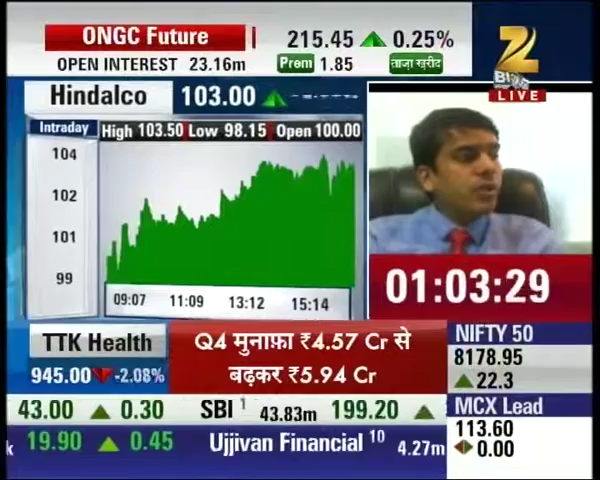 ONGC Future 215.45 0.25%
OPEN INTEREST 23.16m Prem 1.85 ताज़ा ख़रीद
Z
LIVE
Hindalco 103.00
Intraday High 103.50 Low 98.15 Open 100.00
104
102
101
99
09:07 11:09 13:12 15:14
01:03:29
TTK Health
945.00 -2.08%
Q4 मुनाफ़ा ₹4.57 Cr से
बढ़कर ₹5.94 Cr
NIFTY 50
8178.95
22.3
MCX Lead
113.60
0.00
43.00 0.30 SBI 1 43.83m 199.20
k 19.90 0.45 Ujjivan Financial 10 4.27m